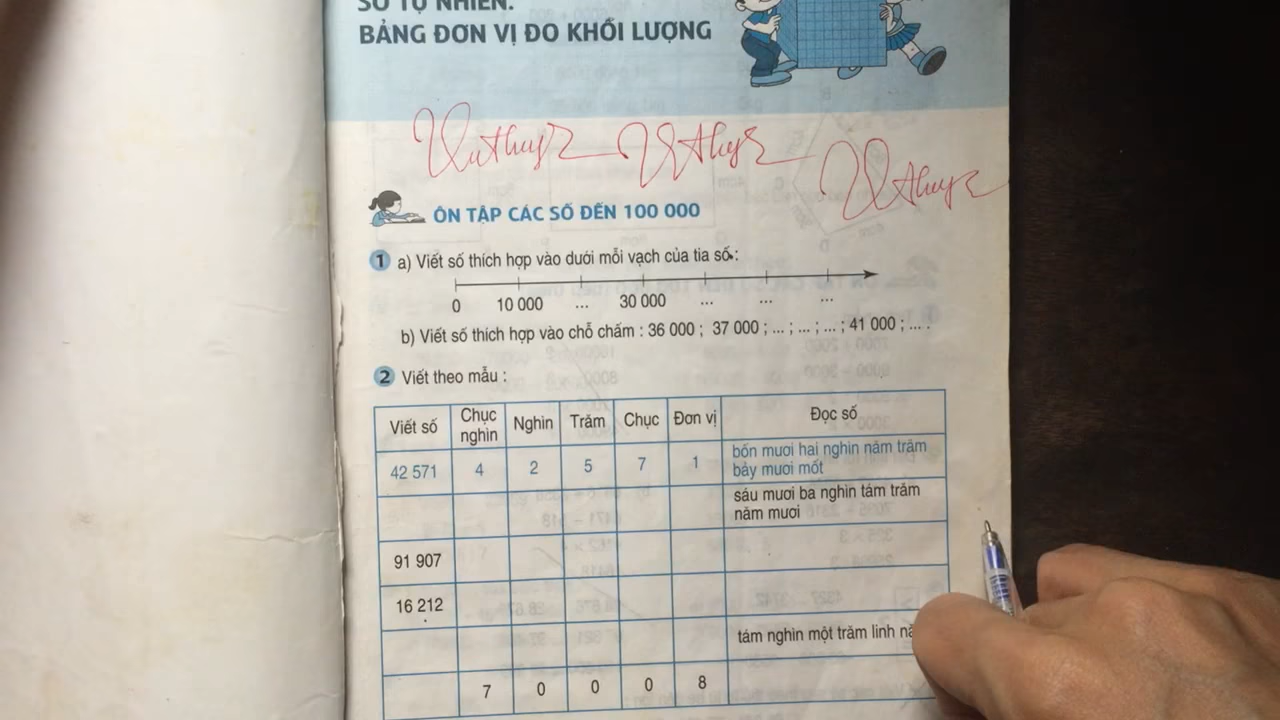 SỐ TỰ NHIÊN.
BẢNG ĐƠN VỊ ĐO KHỐI LƯỢNG
ÔN TẬP CÁC SỐ ĐẾN 100 000
1 a) Viết số thích hợp vào dưới mỗi vạch của tia số :
0 10 000 ... 30 000 ... ... ...
b) Viết số thích hợp vào chỗ chấm : 36 000 ; 37 000 ; ... ; ... ; ... ; 41 000 ; ... .
2 Viết theo mẫu :
Viết số Chục nghìn Nghìn Trăm Chục Đơn vị Đọc số
42 571 4 2 5 7 1 bốn mươi hai nghìn năm trăm
bảy mươi mốt
sáu mươi ba nghìn tám trăm
năm mươi
91 907
16 212
tám nghìn một trăm linh
7 0 0 0 8